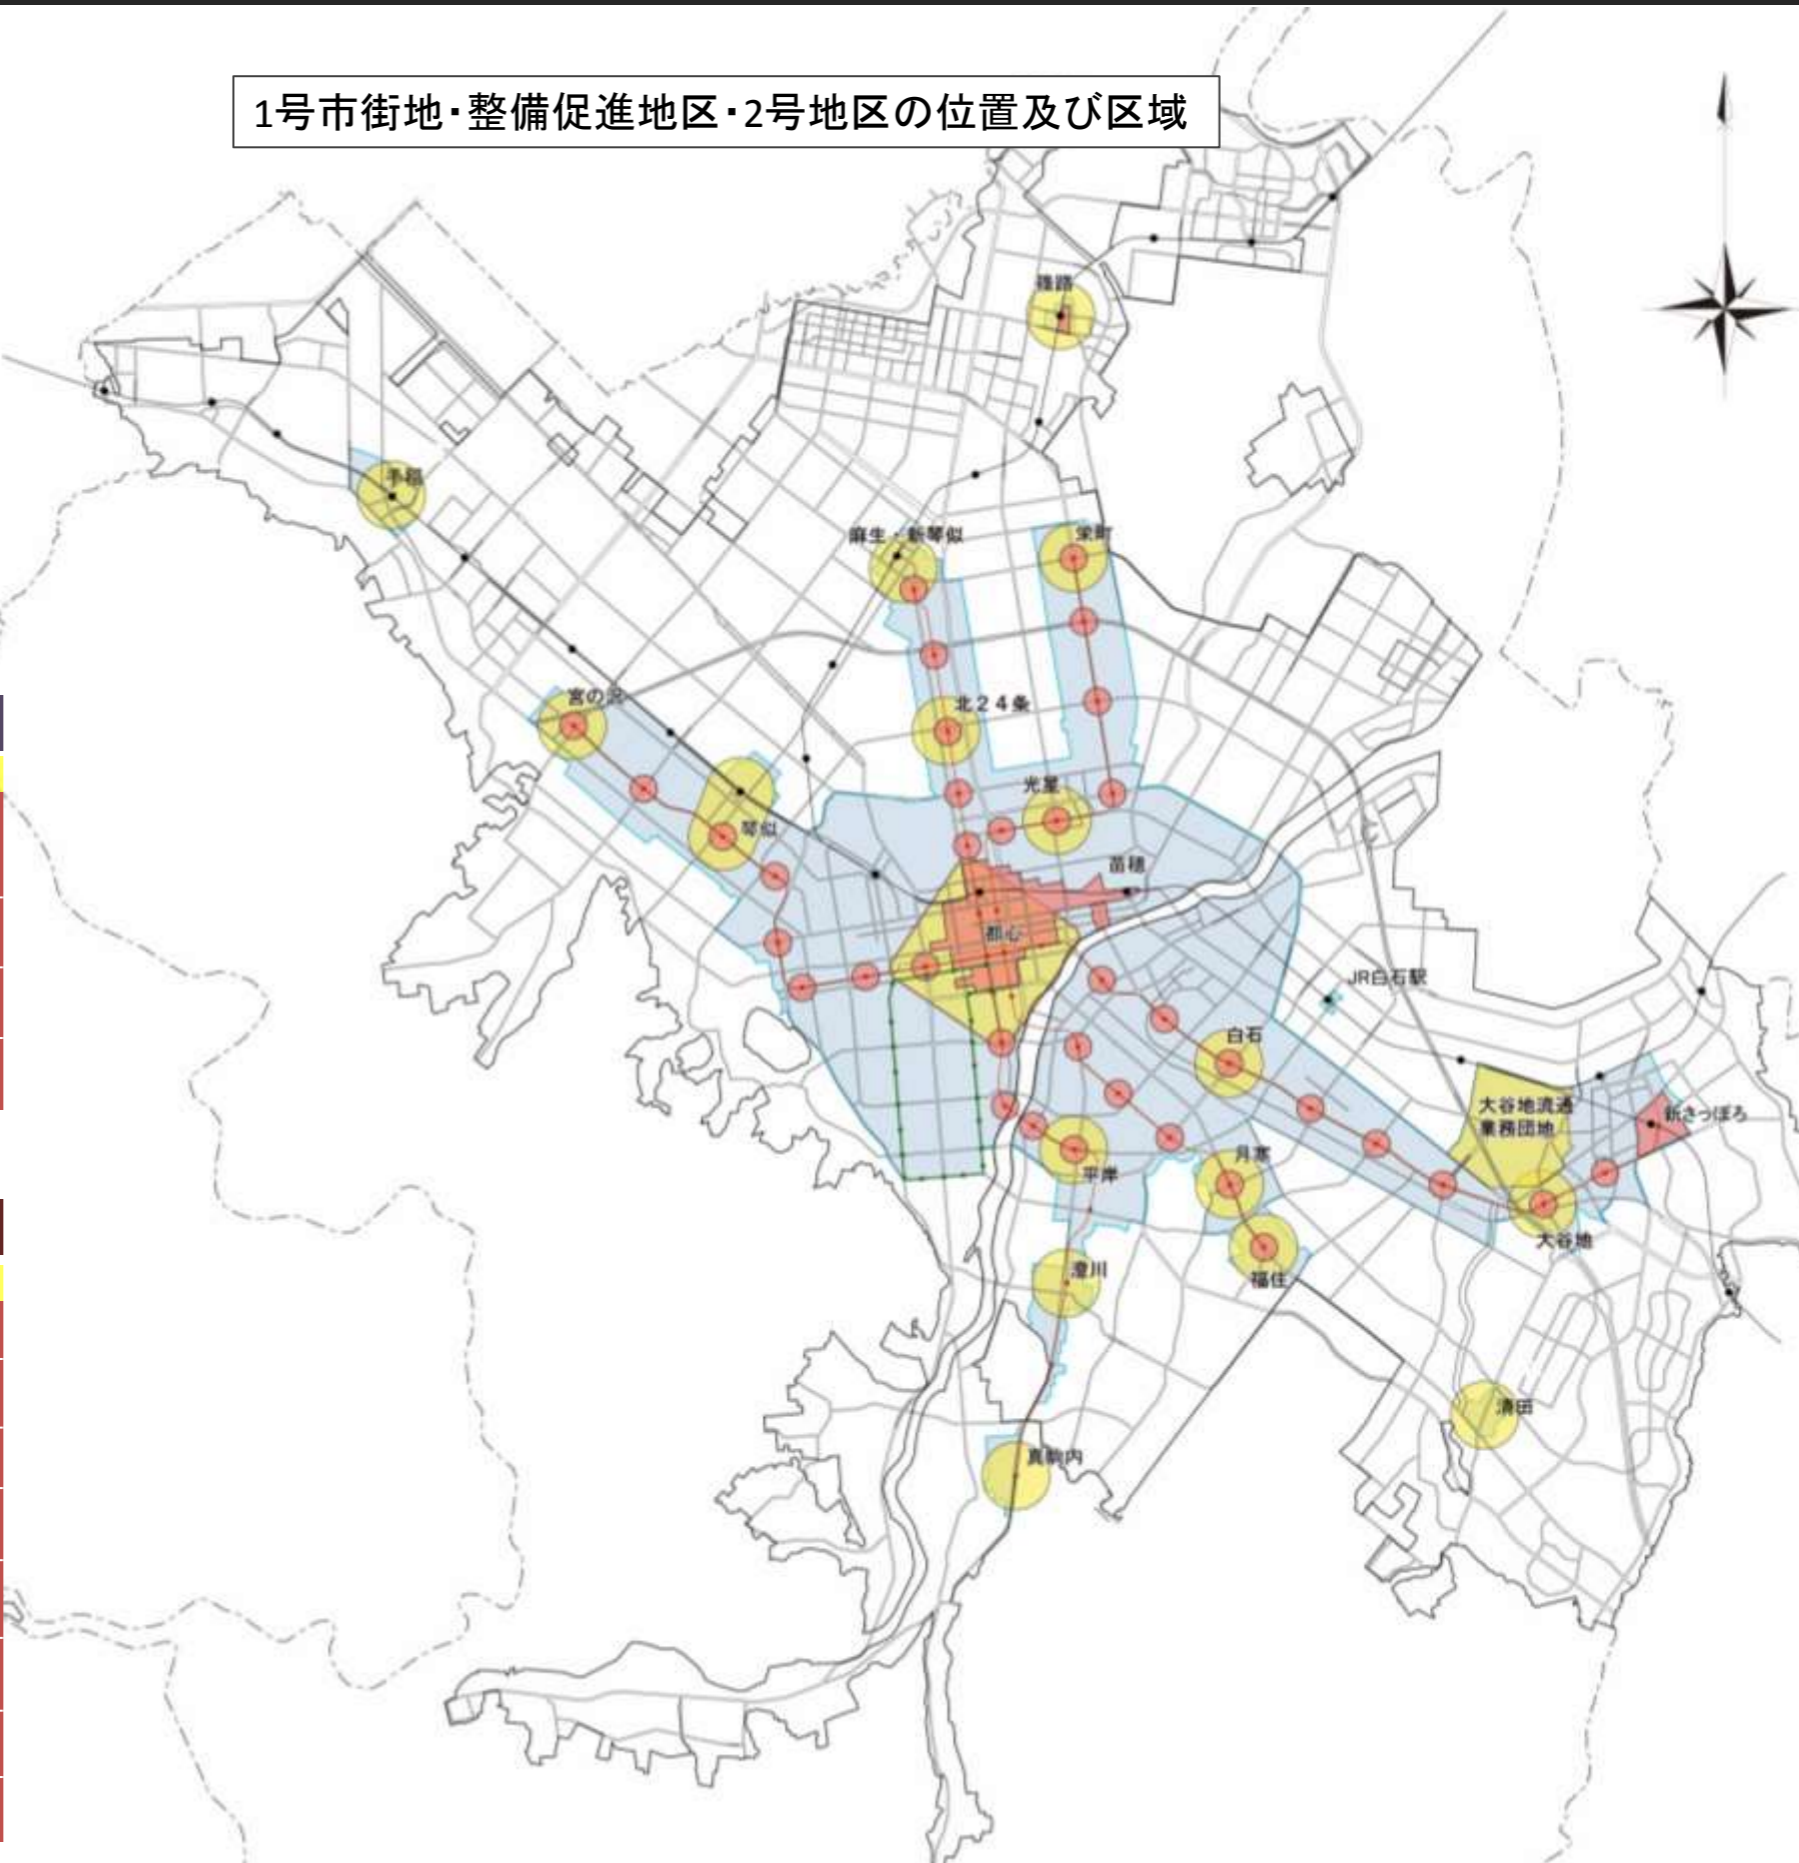 1号市街地・整備促進地区・2号地区の位置及び区域
篠路
手稲
麻生・新琴似
栄町
宮の沢
北24条
光星
琴似
苗穂
都心
JR白石駅
白石
大谷地流通
業務団地
新さっぽろ
月寒
平岸
大谷地
澄川
福住
清田
真駒内